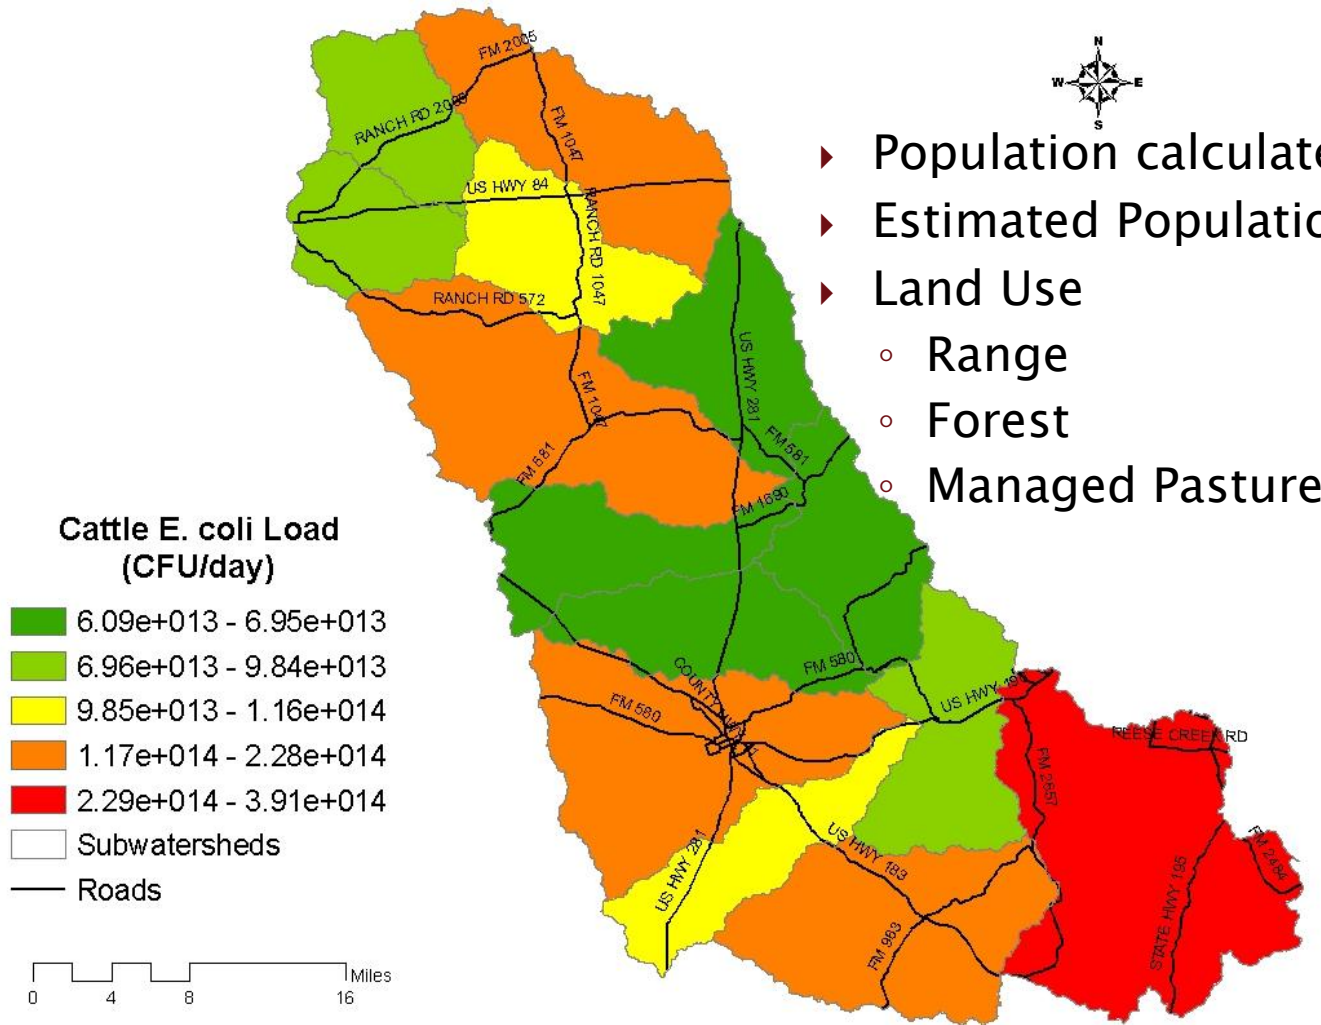 N
W E
S
Population calculate
Estimated Populatio
Land Use
Range
Forest
Managed Pasture
FM 2005
RANCH RD 2005
FM 1047
US HWY 84
RANCH RD 1047
RANCH RD 572
US HWY 281
FM 1047
FM 581
FM 581
FM 1690
FM 580
COUNTY HWY
FM 580
US HWY 190
REESE CREEK RD
FM 2657
US HWY 281
US HWY 183
FM 2484
STATE HWY 195
FM 963
Cattle E. coli Load
(CFU/day)
6.09e+013 - 6.95e+013
6.96e+013 - 9.84e+013
9.85e+013 - 1.16e+014
1.17e+014 - 2.28e+014
2.29e+014 - 3.91e+014
Subwatersheds
Roads
Miles
0 4 8 16